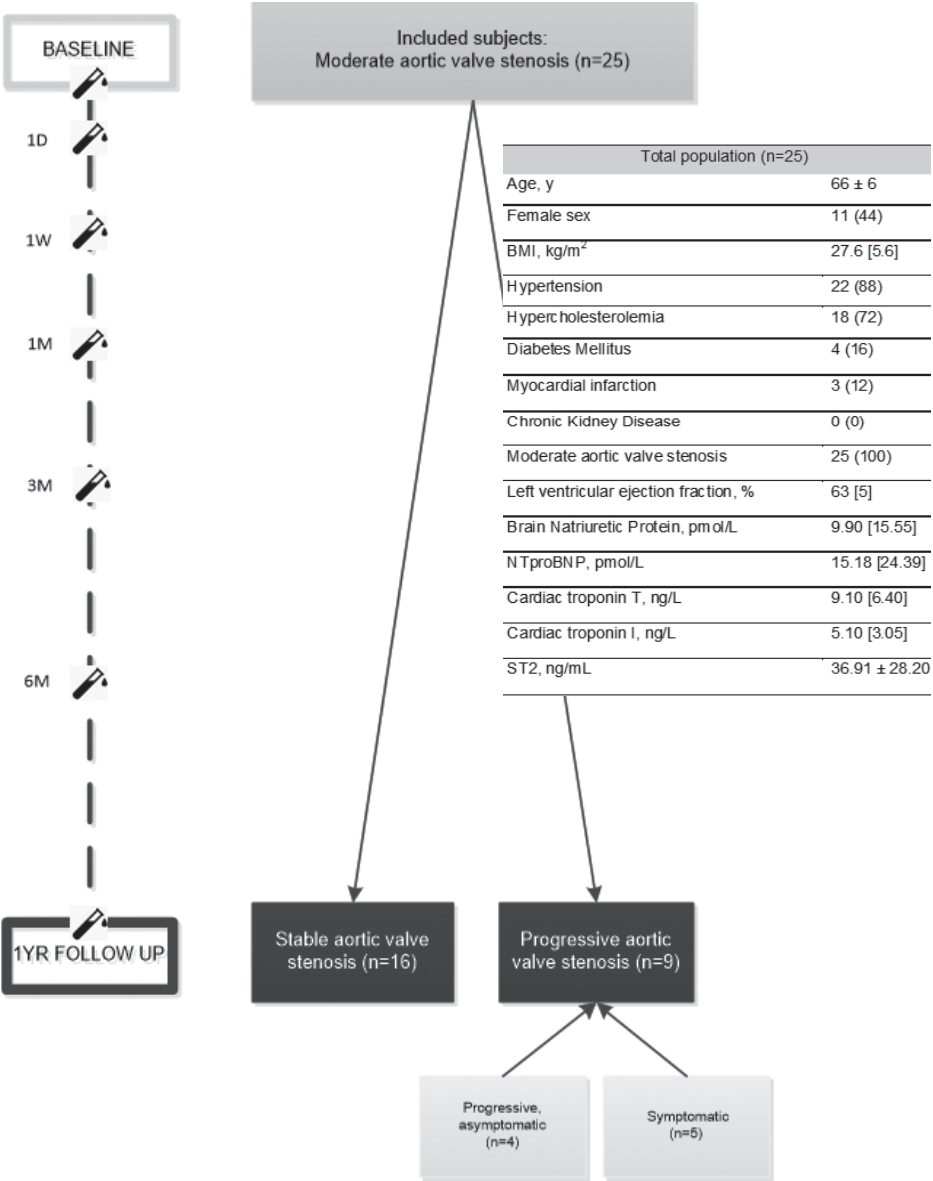 BASELINE
1D
1W
1M
3M
6M
1YR FOLLOW UP
Included subjects:
Moderate aortic valve stenosis (n=25)
Total population (n=25)
Age, y 66 ± 6
Female sex 11 (44)
BMI, kg/m² 27.6 [5.6]
Hypertension 22 (88)
Hypercholesterolemia 18 (72)
Diabetes Mellitus 4 (16)
Myocardial infarction 3 (12)
Chronic Kidney Disease 0 (0)
Moderate aortic valve stenosis 25 (100)
Left ventricular ejection fraction, % 63 [5]
Brain Natriuretic Protein, pmol/L 9.90 [15.55]
NTproBNP, pmol/L 15.18 [24.39]
Cardiac troponin T, ng/L 9.10 [6.40]
Cardiac troponin I, ng/L 5.10 [3.05]
ST2, ng/mL 36.91 ± 28.20
Stable aortic valve
stenosis (n=16)
Progressive aortic
valve stenosis (n=9)
Progressive,
asymptomatic
(n=4)
Symptomatic
(n=5)